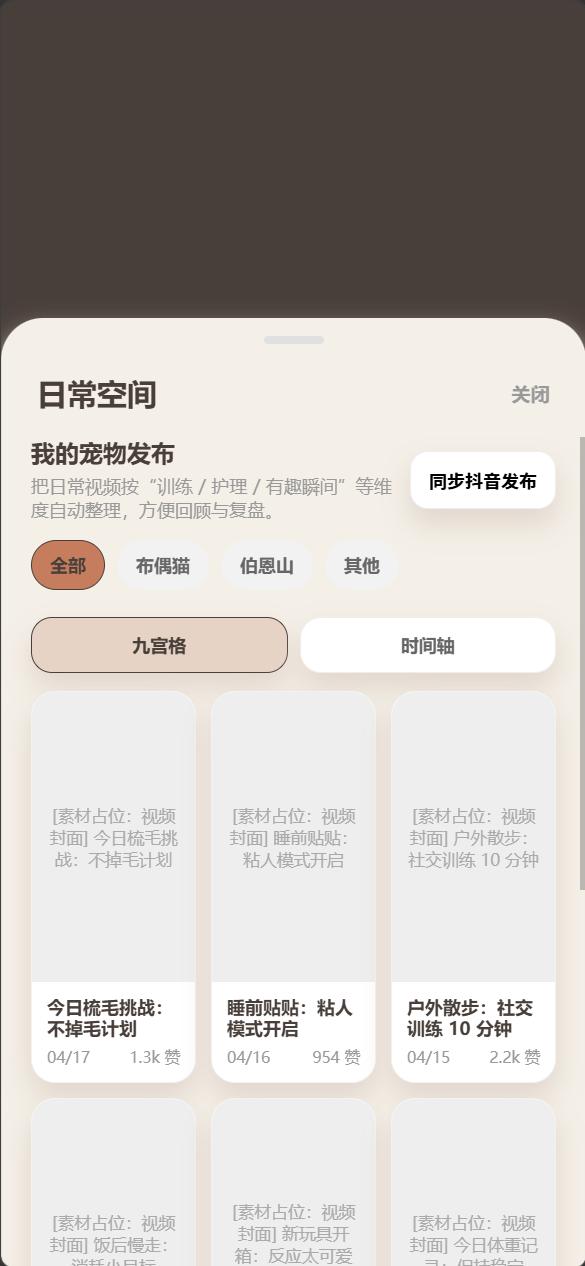 日常空间
关闭
我的宠物发布
把日常视频按“训练 / 护理 / 有趣瞬间”等维
度自动整理，方便回顾与复盘。
同步抖音发布
全部
布偶猫
伯恩山
其他
九宫格
时间轴
[素材占位：视频
封面] 今日梳毛挑
战：不掉毛计划
[素材占位：视频
封面] 睡前贴贴：
粘人模式开启
[素材占位：视频
封面] 户外散步：
社交训练 10 分钟
今日梳毛挑战：
不掉毛计划
04/17
1.3k 赞
睡前贴贴：粘人
模式开启
04/16
954 赞
户外散步：社交
训练 10 分钟
04/15
2.2k 赞
[素材占位：视频
封面] 饭后慢走：
[素材占位：视频
封面] 新玩具开
箱：反应太可爱
[素材占位：视频
封面] 今日体重记